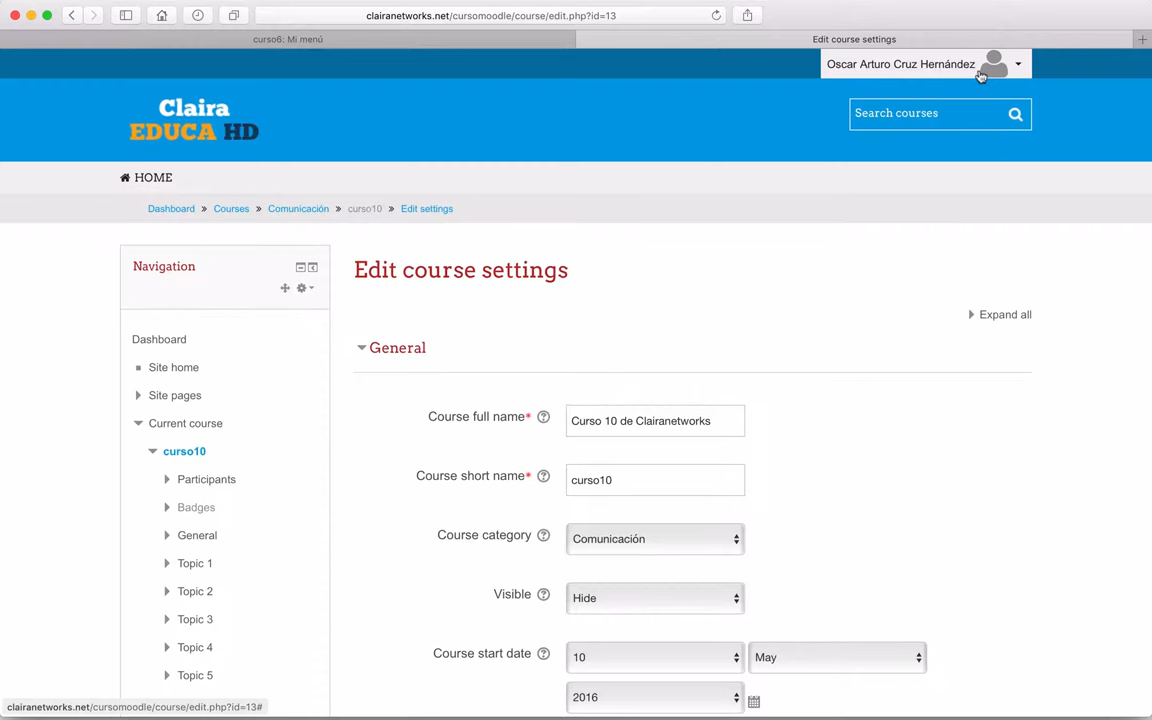 clairanetworks.net/cursomoodle/course/edit.php?id=13
curso6: Mi menú
Edit course settings
Oscar Arturo Cruz Hernández
Claira
EDUCA HD
Search courses
HOME
Dashboard » Courses » Comunicación » curso10 » Edit settings
Navigation
Dashboard
Site home
Site pages
Current course
curso10
Participants
Badges
General
Topic 1
Topic 2
Topic 3
Topic 4
Topic 5
Edit course settings
Expand all
General
Course full name* Curso 10 de Clairanetworks
Course short name* curso10
Course category Comunicación
Visible Hide
Course start date 10 May
2016
clairanetworks.net/cursomoodle/course/edit.php?id=13#